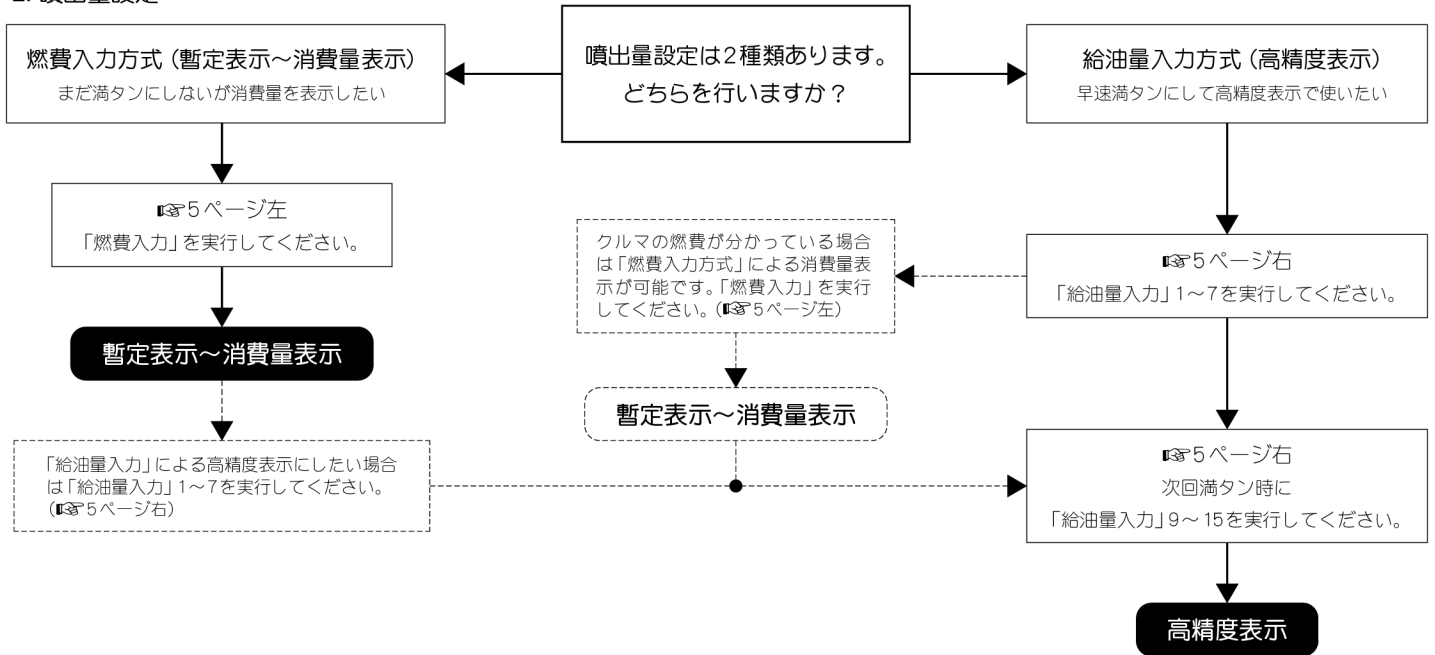 噴出量設定は2種類あります。
どちらを行いますか？
燃費入力方式（暫定表示～消費量表示）
まだ満タンにしないが消費量を表示したい
☞5ページ左
「燃費入力」を実行してください。
暫定表示～消費量表示
「給油量入力」による高精度表示にしたい場合
は「給油量入力」1～7を実行してください。
（☞5ページ右）
クルマの燃費が分かっている場合
は「燃費入力方式」による消費量表
示が可能です。「燃費入力」を実行
してください。（☞5ページ左）
暫定表示～消費量表示
給油量入力方式（高精度表示）
早速満タンにして高精度表示で使いたい
☞5ページ右
「給油量入力」1～7を実行してください。
☞5ページ右
次回満タン時に
「給油量入力」9～15を実行してください。
高精度表示